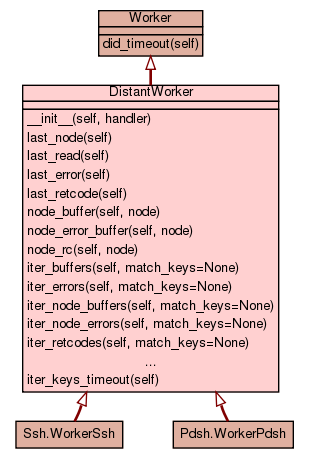 Worker
did_timeout(self)
DistantWorker
__init__(self, handler)
last_node(self)
last_read(self)
last_error(self)
last_retcode(self)
node_buffer(self, node)
node_error_buffer(self, node)
node_rc(self, node)
iter_buffers(self, match_keys=None)
iter_errors(self, match_keys=None)
iter_node_buffers(self, match_keys=None)
iter_node_errors(self, match_keys=None)
iter_retcodes(self, match_keys=None)
...
iter_keys_timeout(self)
Ssh.WorkerSsh
Pdsh.WorkerPdsh